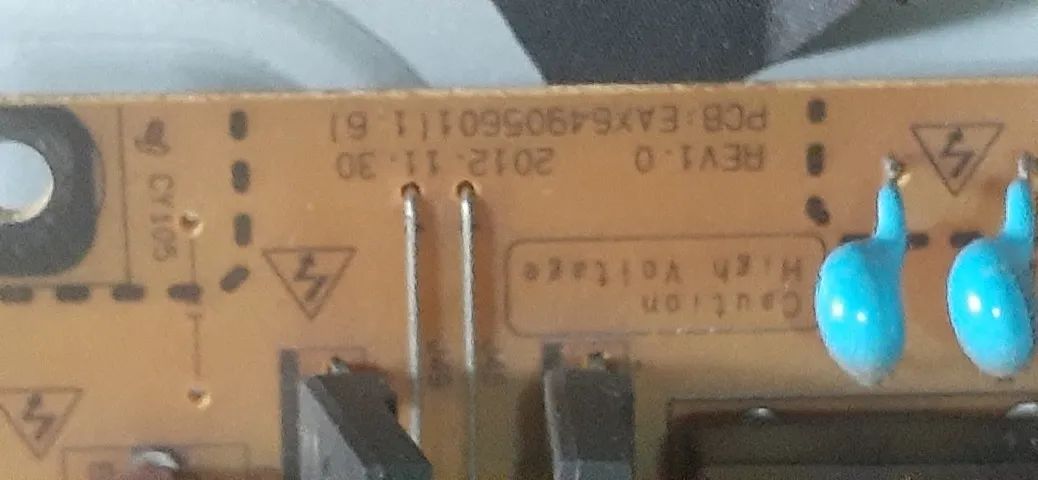 PCB:EAX64905601(1.6)
REV1.0 2012.11.30
Caution
High Voltage
CY105